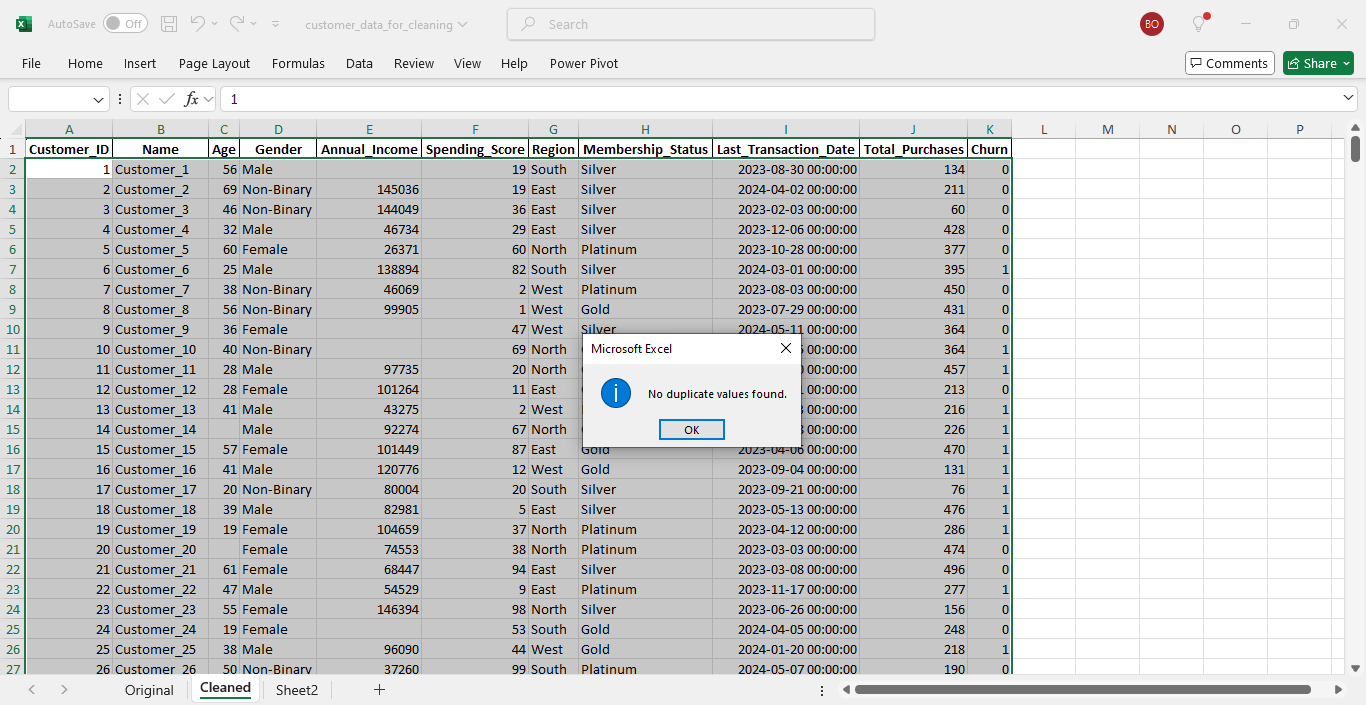 AutoSave Off customer_data_for_cleaning Search BO
File Home Insert Page Layout Formulas Data Review View Help Power Pivot Comments Share
fx 1
A B C D E F G H I J K L M N O P
1 Customer_ID Name Age Gender Annual_Income Spending_Score Region Membership_Status Last_Transaction_Date Total_Purchases Churn
2 1 Customer_1 56 Male 19 South Silver 2023-08-30 00:00:00 134 0
3 2 Customer_2 69 Non-Binary 145036 19 East Silver 2024-04-02 00:00:00 211 0
4 3 Customer_3 46 Non-Binary 144049 36 East Silver 2023-02-03 00:00:00 60 0
5 4 Customer_4 32 Male 46734 29 East Silver 2023-12-06 00:00:00 428 0
6 5 Customer_5 60 Female 26371 60 North Platinum 2023-10-28 00:00:00 377 0
7 6 Customer_6 25 Male 138894 82 South Silver 2024-03-01 00:00:00 395 1
8 7 Customer_7 38 Non-Binary 46069 2 West Platinum 2023-08-03 00:00:00 450 0
9 8 Customer_8 56 Non-Binary 99905 1 West Gold 2023-07-29 00:00:00 431 0
10 9 Customer_9 36 Female 47 West Silver 2024-05-11 00:00:00 364 0
11 10 Customer_10 40 Non-Binary 69 North 00:00:00 364 1
12 11 Customer_11 28 Male 97735 20 North 00:00:00 457 1
13 12 Customer_12 28 Female 101264 11 East 00:00:00 213 0
14 13 Customer_13 41 Male 43275 2 West 00:00:00 216 1
15 14 Customer_14 Male 92274 67 North 00:00:00 226 1
16 15 Customer_15 57 Female 101449 87 East Gold 2023-04-06 00:00:00 470 1
17 16 Customer_16 41 Male 120776 12 West Gold 2023-09-04 00:00:00 131 1
18 17 Customer_17 20 Non-Binary 80004 20 South Silver 2023-09-21 00:00:00 76 1
19 18 Customer_18 39 Male 82981 5 East Silver 2023-05-13 00:00:00 476 1
20 19 Customer_19 19 Female 104659 37 North Platinum 2023-04-12 00:00:00 286 1
21 20 Customer_20 Female 74553 38 North Platinum 2023-03-03 00:00:00 474 0
22 21 Customer_21 61 Female 68447 94 East Silver 2023-03-08 00:00:00 496 0
23 22 Customer_22 47 Male 54529 9 East Platinum 2023-11-17 00:00:00 277 1
24 23 Customer_23 55 Female 146394 98 North Silver 2023-06-26 00:00:00 156 0
25 24 Customer_24 19 Female 53 South Gold 2024-04-05 00:00:00 248 0
26 25 Customer_25 38 Male 96090 44 West Gold 2024-01-20 00:00:00 218 1
27 26 Customer_26 50 Non-Binary 37260 99 South Platinum 2024-05-07 00:00:00 190 0
Microsoft Excel
No duplicate values found.
OK
Original Cleaned Sheet2